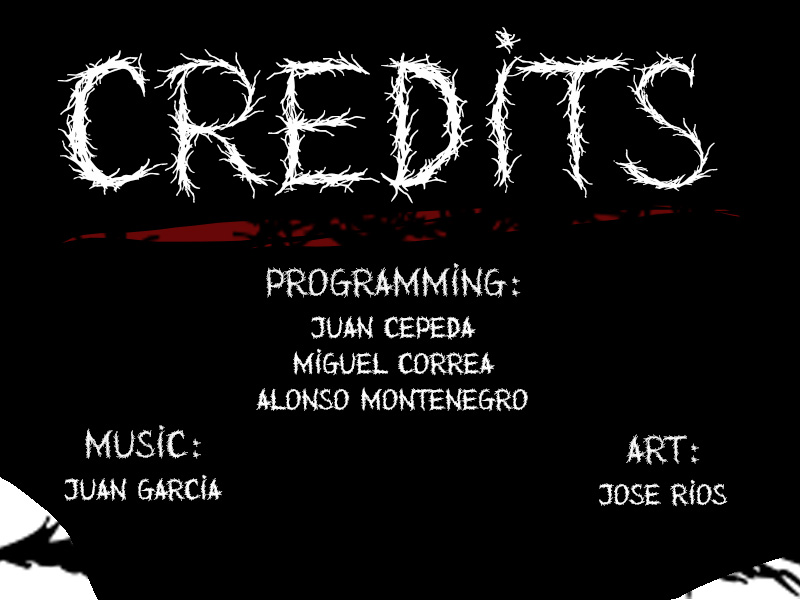 CREDiTS
PROGRAMMiNG:
JUAN CEPEDA
MiGUEL CORREA
ALONSO MONTENEGRO
MUSiC:
JUAN GARCiA
ART:
JOSE RiOS